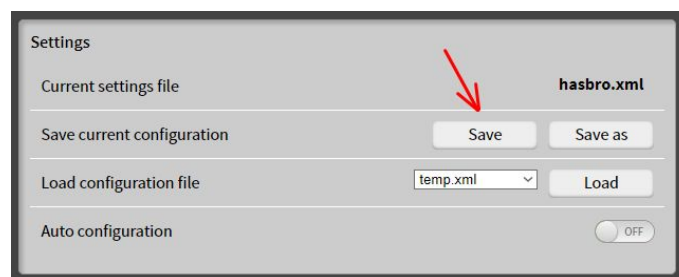 Settings
Current settings file hasbro.xml
Save current configuration Save Save as
Load configuration file temp.xml Load
Auto configuration OFF